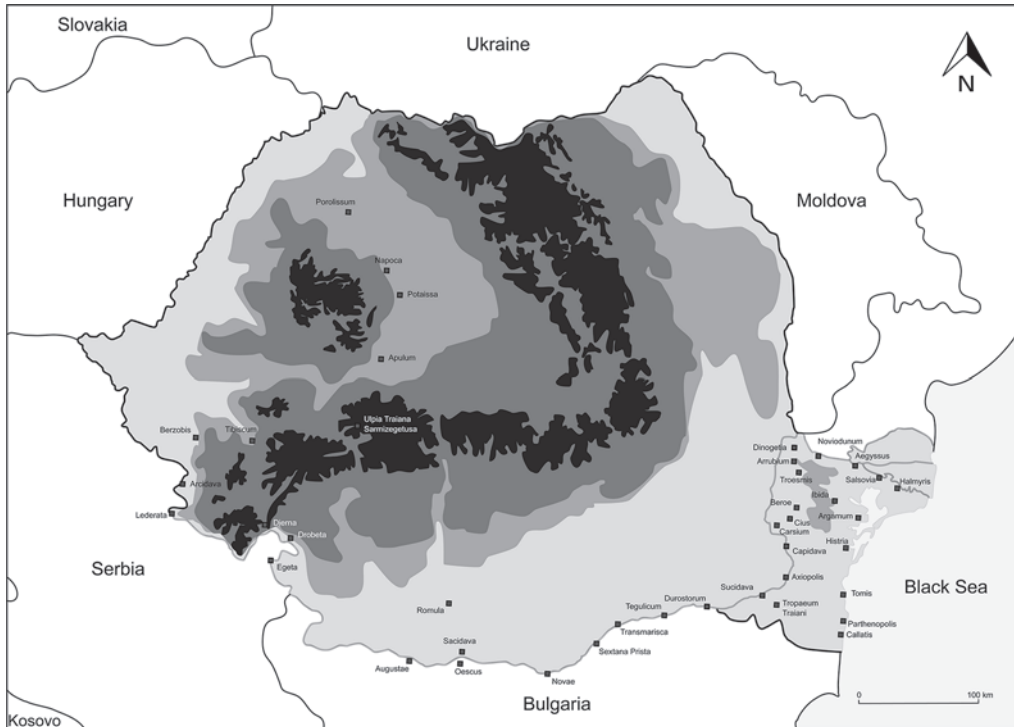 Slovakia
Ukraine
N
Hungary
Moldova
Porolissum
Napoca
Potaissa
Apulum
Ulpia Traiana
Sarmizegetusa
Berzobis
Tibiscum
Dinogetia
Noviodunum
Arrubium
Aegyssus
Troesmis
Salsovia
Halmyris
Arcidava
Ibida
Beroe
Lederata
Argamum
Cius
Carsium
Dierna
Drobeta
Histria
Capidava
Egeta
Serbia
Axiopolis
Black Sea
Sucidava
Tomis
Romula
Durostorum
Tropaeum
Traiani
Tegulicum
Transmarisca
Parthenopolis
Callatis
Sacidava
Sextana Prista
Augustae
Oescus
Novae
Bulgaria
0
100 km
Kosovo